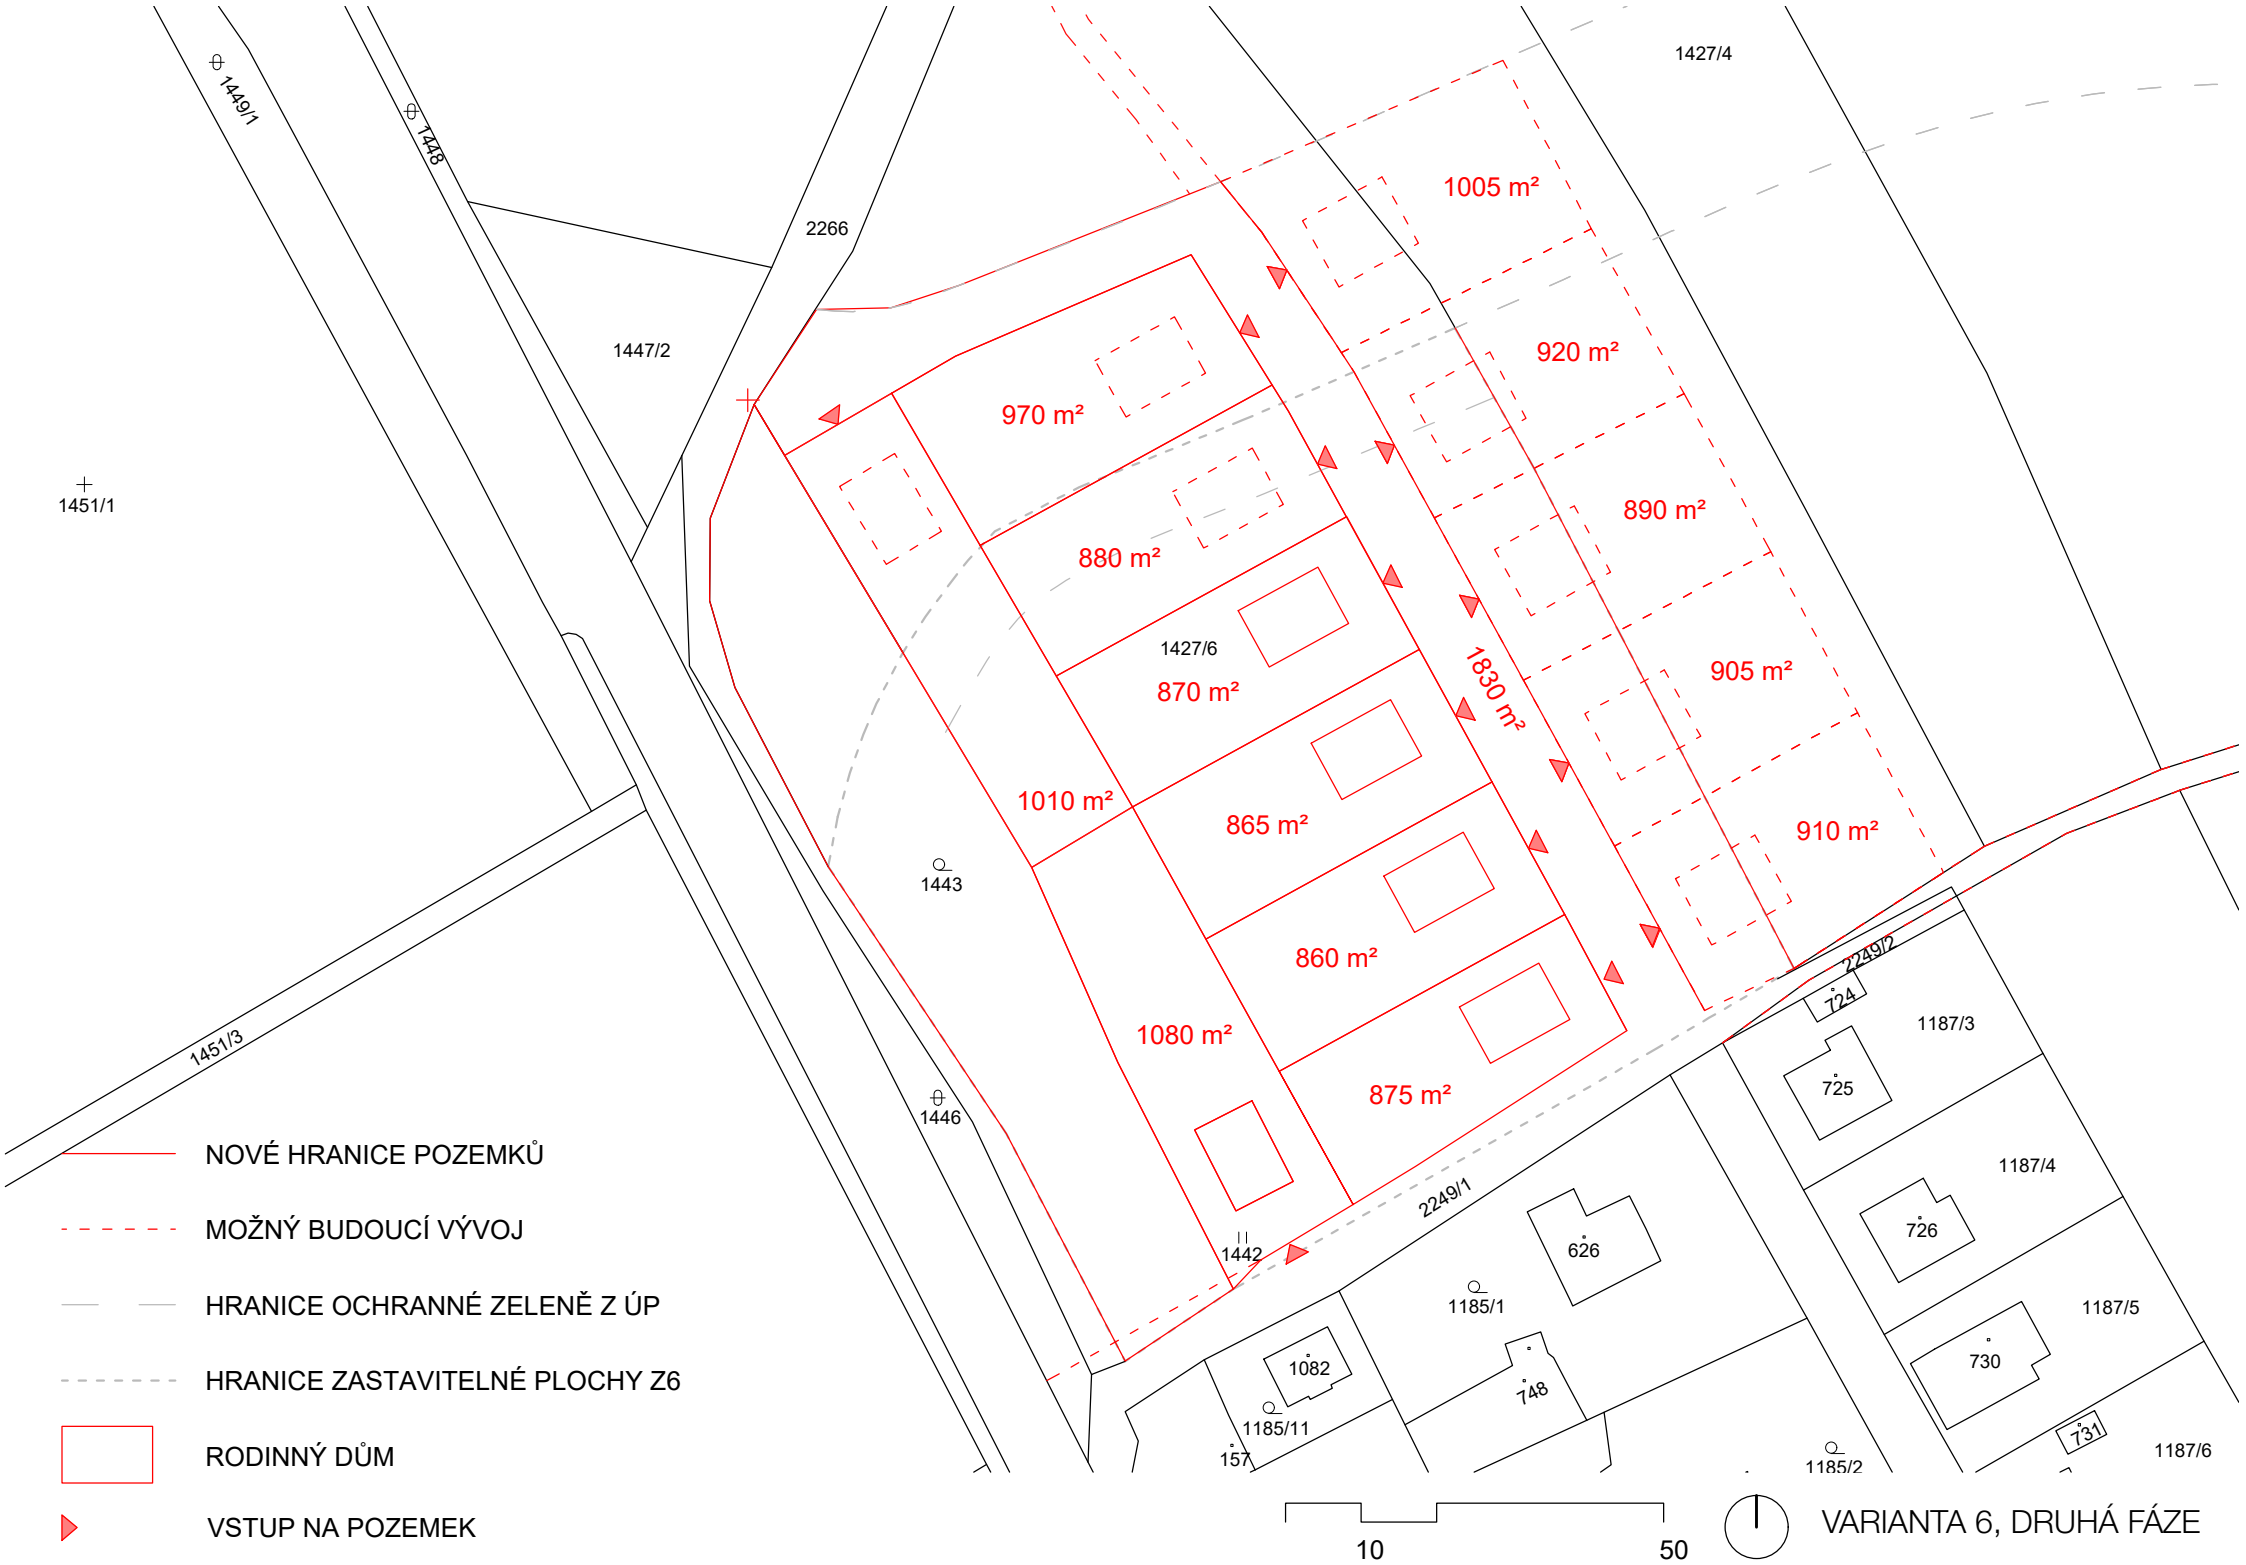 1427/4
1449/1
1448
1005 m²
2266
1447/2
920 m²
970 m²
1451/1
890 m²
880 m²
1427/6
870 m²
905 m²
1830 m²
1010 m²
865 m²
910 m²
1443
2249/2
860 m²
724
1187/3
1080 m²
1451/3
725
875 m²
1446
NOVÉ HRANICE POZEMKŮ
1187/4
2249/1
MOŽNÝ BUDOUCÍ VÝVOJ
726
1442
626
HRANICE OCHRANNÉ ZELENĚ Z ÚP
1185/1
1187/5
1082
730
HRANICE ZASTAVITELNÉ PLOCHY Z6
748
1185/11
731
157
1187/6
RODINNÝ DŮM
1185/2
VSTUP NA POZEMEK
10
50
VARIANTA 6, DRUHÁ FÁZE